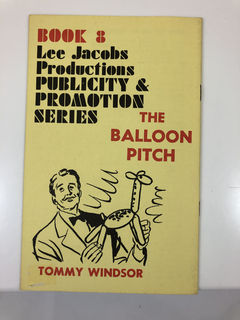 BOOK 8
Lee Jacobs
Productions
PUBLICITY &
PROMOTION
SERIES
THE
BALLOON
PITCH
TOMMY WINDSOR